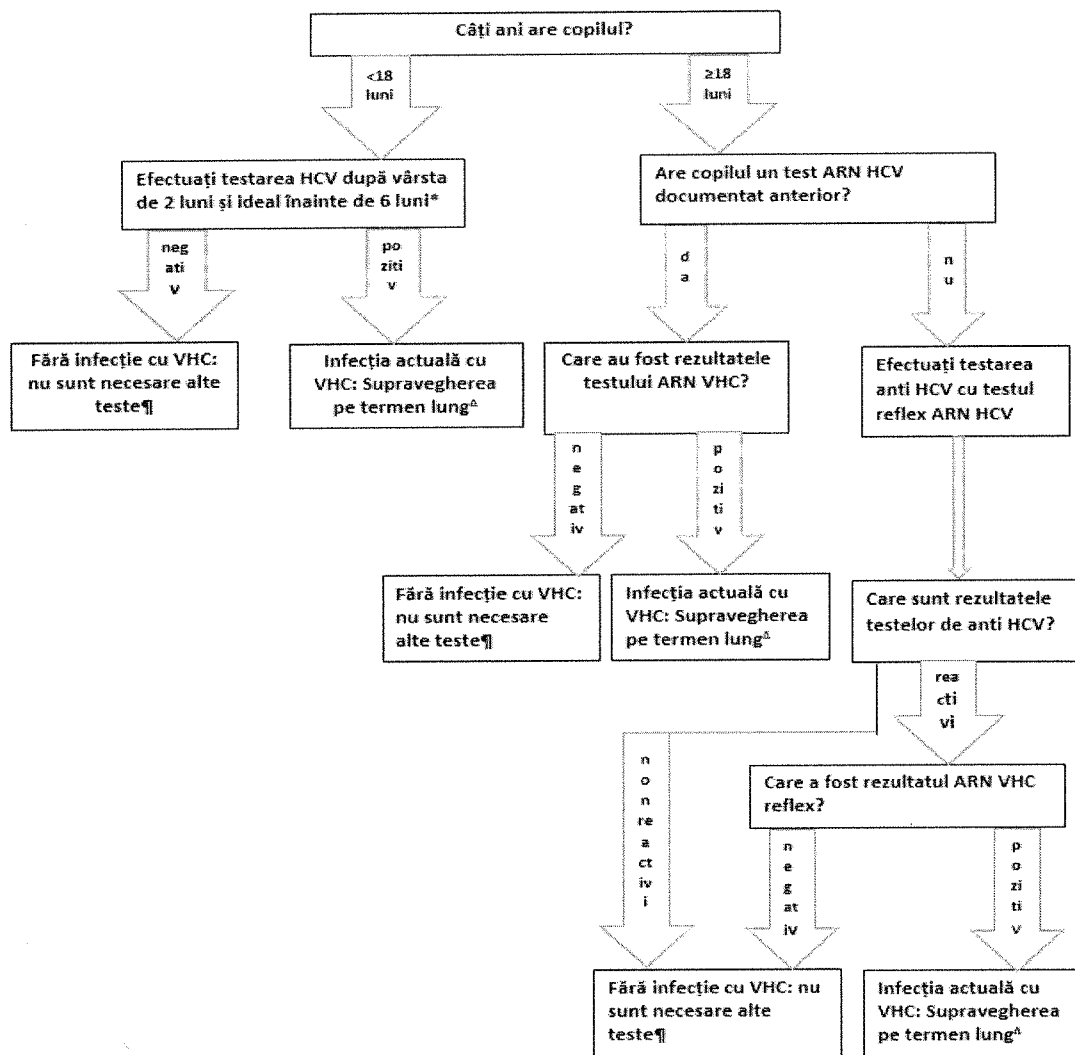 Câți ani are copilul?
<18
luni
≥18
luni
Efectuați testarea HCV după vârsta
de 2 luni și ideal înainte de 6 luni*
Are copilul un test ARN HCV
documentat anterior?
neg
ati
v
po
ziti
v
d
a
n
u
Fără infecție cu VHC:
nu sunt necesare alte
teste¶
Infecția actuală cu
VHC: Supravegherea
pe termen lungᐞ
Care au fost rezultatele
testului ARN VHC?
Efectuați testarea
anti HCV cu testul
reflex ARN HCV
n
e
g
at
iv
p
o
zi
ti
v
Fără infecție cu VHC:
nu sunt necesare
alte teste¶
Infecția actuală cu
VHC: Supravegherea
pe termen lungᐞ
Care sunt rezultatele
testelor de anti HCV?
rea
cti
vi
n
o
n
re
a
ct
iv
i
Care a fost rezultatul ARN VHC
reflex?
n
e
g
at
iv
p
o
zi
ti
v
Fără infecție cu VHC: nu
sunt necesare alte
teste¶
Infecția actuală cu
VHC: Supravegherea
pe termen lungᐞ